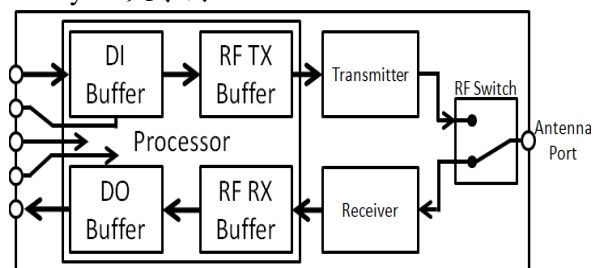 DI
Buffer
RF TX
Buffer
Transmitter
RF Switch
Antenna
Port
Processor
DO
Buffer
RF RX
Buffer
Receiver